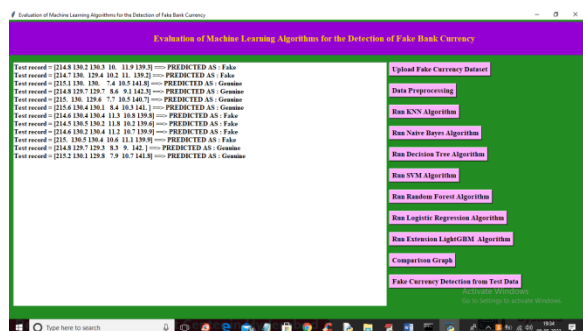 Evaluation of Machine Learning Algorithms for the Detection of Fake Currency
Evaluation of Machine Learning Algorithms for the Detection of Fake Bank Currency
Test record = [214.8 130.2 130.3 10. 11.9 139.3] ==> PREDICTED AS : Fake
Test record = [214.7 130. 129.4 10.2 11. 139.2] ==> PREDICTED AS : Fake
Test record = [215.1 130. 130. 7.4 10.5 141.8] ==> PREDICTED AS : Genuine
Test record = [214.8 129.7 129.7 8.6 9.1 142.3] ==> PREDICTED AS : Genuine
Test record = [215. 130. 129.6 7.7 10.5 140.7] ==> PREDICTED AS : Genuine
Test record = [215.6 130.4 130.1 8.4 10.3 141. ] ==> PREDICTED AS : Genuine
Test record = [214.6 130.4 130.4 11.3 10.8 139.8] ==> PREDICTED AS : Fake
Test record = [214.5 130.5 130.2 11.8 10.2 139.6] ==> PREDICTED AS : Fake
Test record = [214.6 130.2 130.4 11.2 10.7 139.9] ==> PREDICTED AS : Fake
Test record = [215. 130.5 130.4 10.6 11.1 139.9] ==> PREDICTED AS : Fake
Test record = [214.8 129.7 129.3 8.3 9. 142. ] ==> PREDICTED AS : Genuine
Test record = [215.2 130.1 129.8 7.9 10.7 141.8] ==> PREDICTED AS : Genuine
Upload Fake Currency Dataset
Data Preprocessing
Run KNN Algorithm
Run Naive Bayes Algorithm
Run Decision Tree Algorithm
Run SVM Algorithm
Run Random Forest Algorithm
Run Logistic Regression Algorithm
Run Extension LightGBM Algorithm
Comparison Graph
Fake Currency Detection from Test Data
Activate Windows
Go to Settings to activate Windows.
Type here to search
19:34